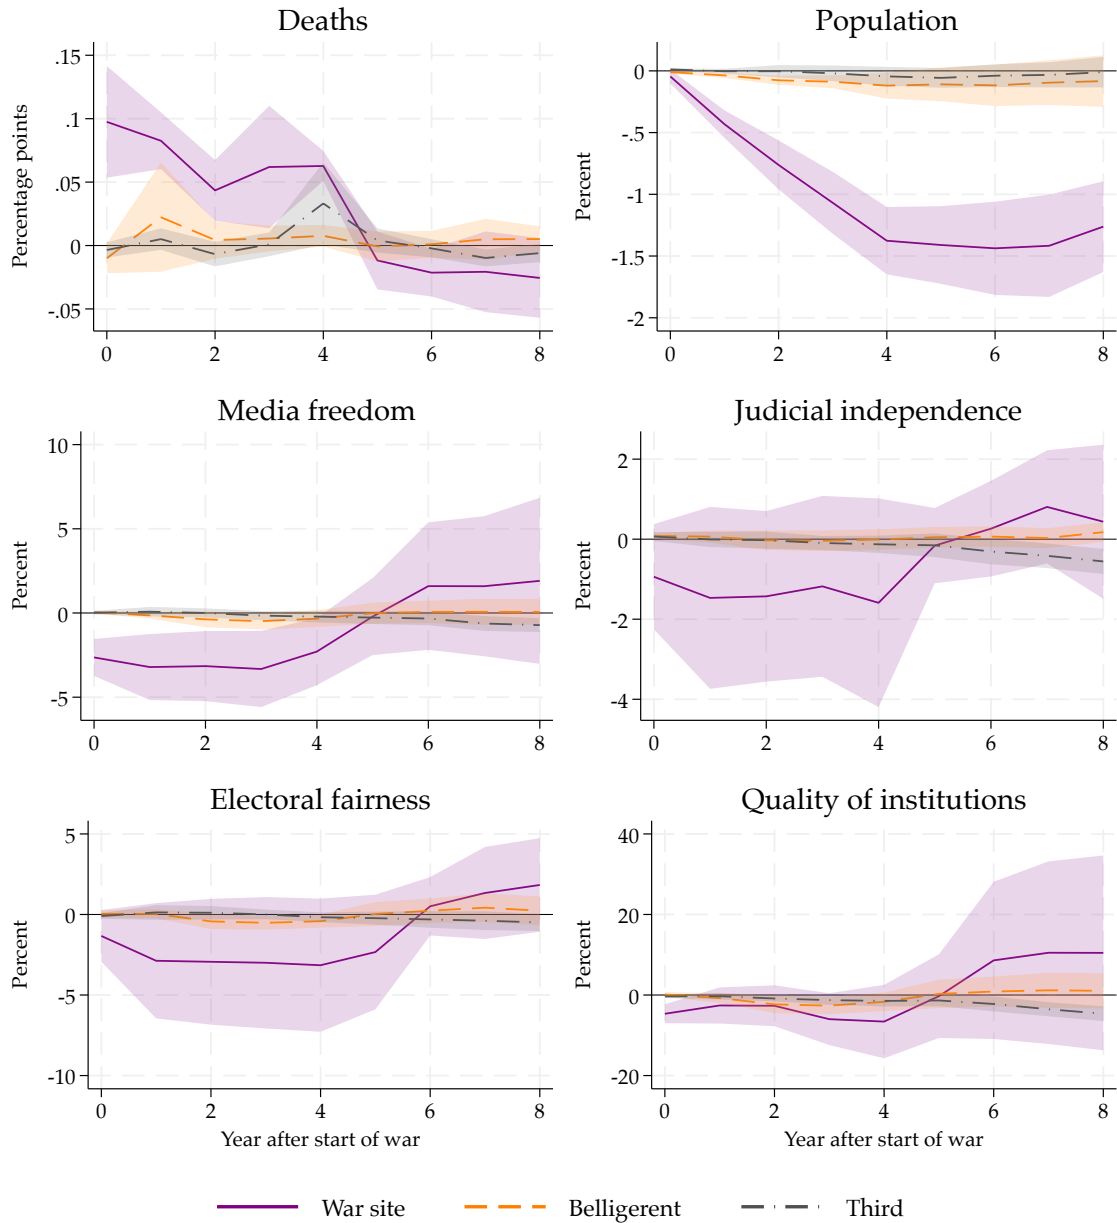 Deaths
Percentage points
.15
.1
.05
0
-.05
0 2 4 6 8
Population
Percent
0
-.5
-1
-1.5
-2
0 2 4 6 8
Media freedom
Percent
10
5
0
-5
0 2 4 6 8
Judicial independence
Percent
2
0
-2
-4
0 2 4 6 8
Electoral fairness
Percent
5
0
-5
-10
0 2 4 6 8
Year after start of war
Quality of institutions
Percent
40
20
0
-20
0 2 4 6 8
Year after start of war
War site Belligerent Third